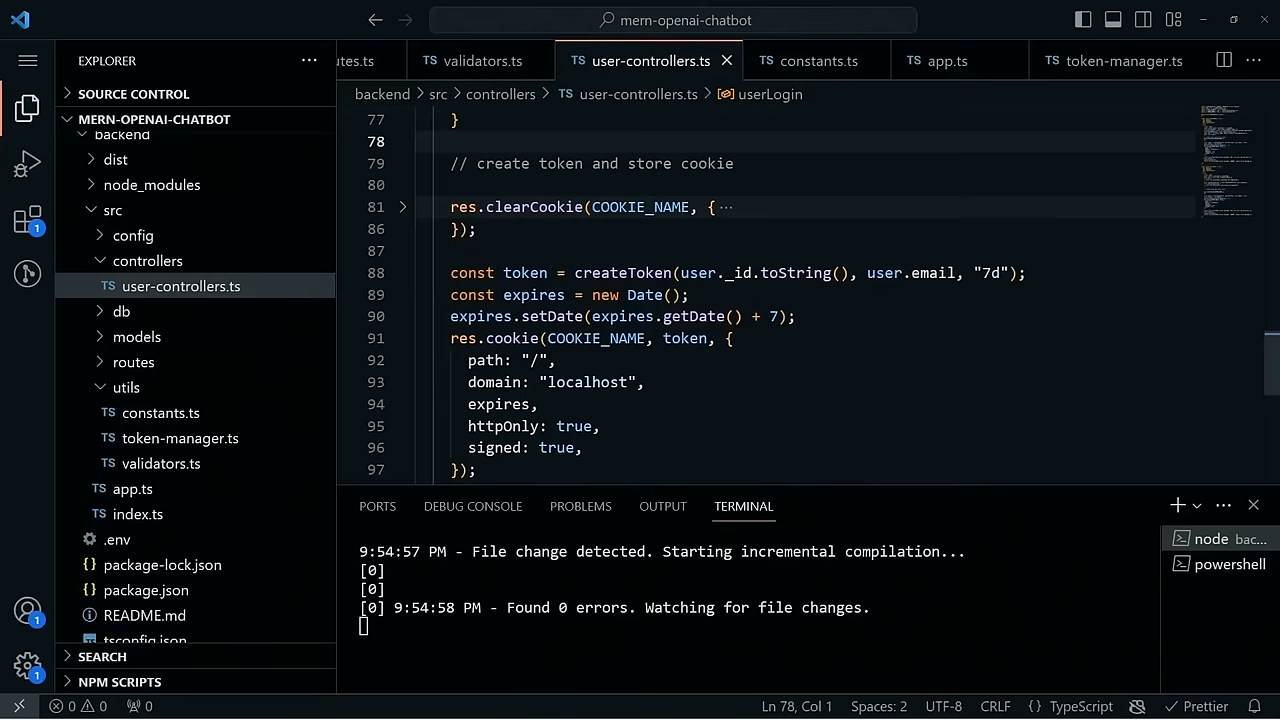 mern-openai-chatbot
EXPLORER
SOURCE CONTROL
MERN-OPENAI-CHATBOT
backend
dist
node_modules
src
config
controllers
TS user-controllers.ts
db
models
routes
utils
TS constants.ts
TS token-manager.ts
TS validators.ts
TS app.ts
TS index.ts
.env
{} package-lock.json
{} package.json
README.md
tsconfig.json
SEARCH
NPM SCRIPTS
1
1
1
utes.ts
TS validators.ts
TS user-controllers.ts
TS constants.ts
TS app.ts
TS token-manager.ts
backend > src > controllers > TS user-controllers.ts > userLogin
77 }
78
79 // create token and store cookie
80
81 res.clearCookie(COOKIE_NAME, { ···
86 });
87
88 const token = createToken(user._id.toString(), user.email, "7d");
89 const expires = new Date();
90 expires.setDate(expires.getDate() + 7);
91 res.cookie(COOKIE_NAME, token, {
92 path: "/",
93 domain: "localhost",
94 expires,
95 httpOnly: true,
96 signed: true,
97 });
PORTS DEBUG CONSOLE PROBLEMS OUTPUT TERMINAL
9:54:57 PM - File change detected. Starting incremental compilation...
[0]
[0]
[0] 9:54:58 PM - Found 0 errors. Watching for file changes.
node bac...
powershell
0 0 0 Ln 78, Col 1 Spaces: 2 UTF-8 CRLF {} TypeScript Prettier